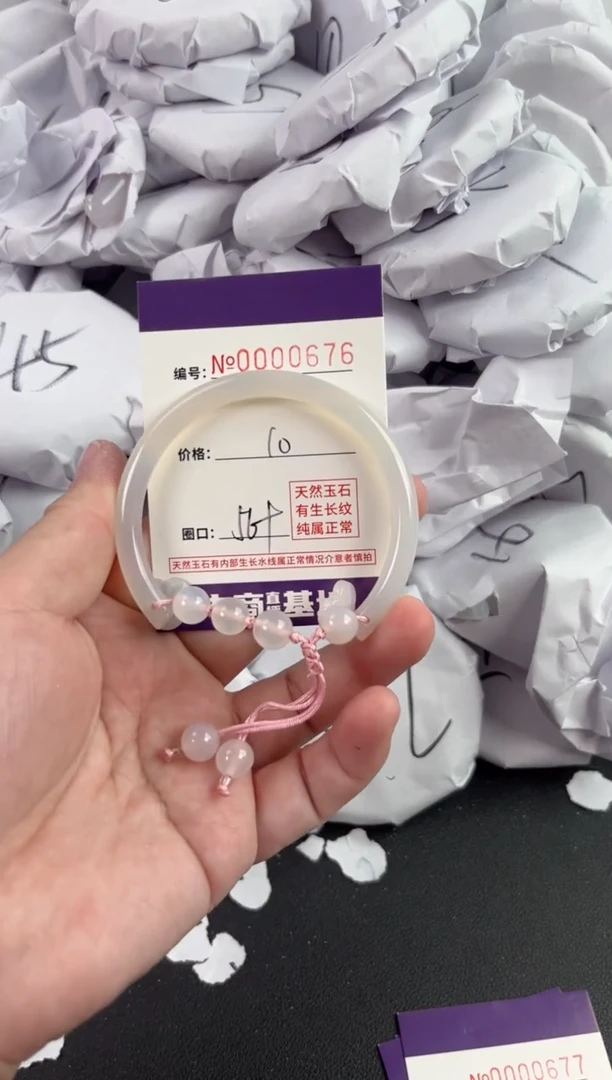 45
编号: №0000676
价格: 10
天然玉石
有生长纹
纯属正常
圈口:
天然玉石有内部生长水线属正常情况介意者慎拍
№0000677